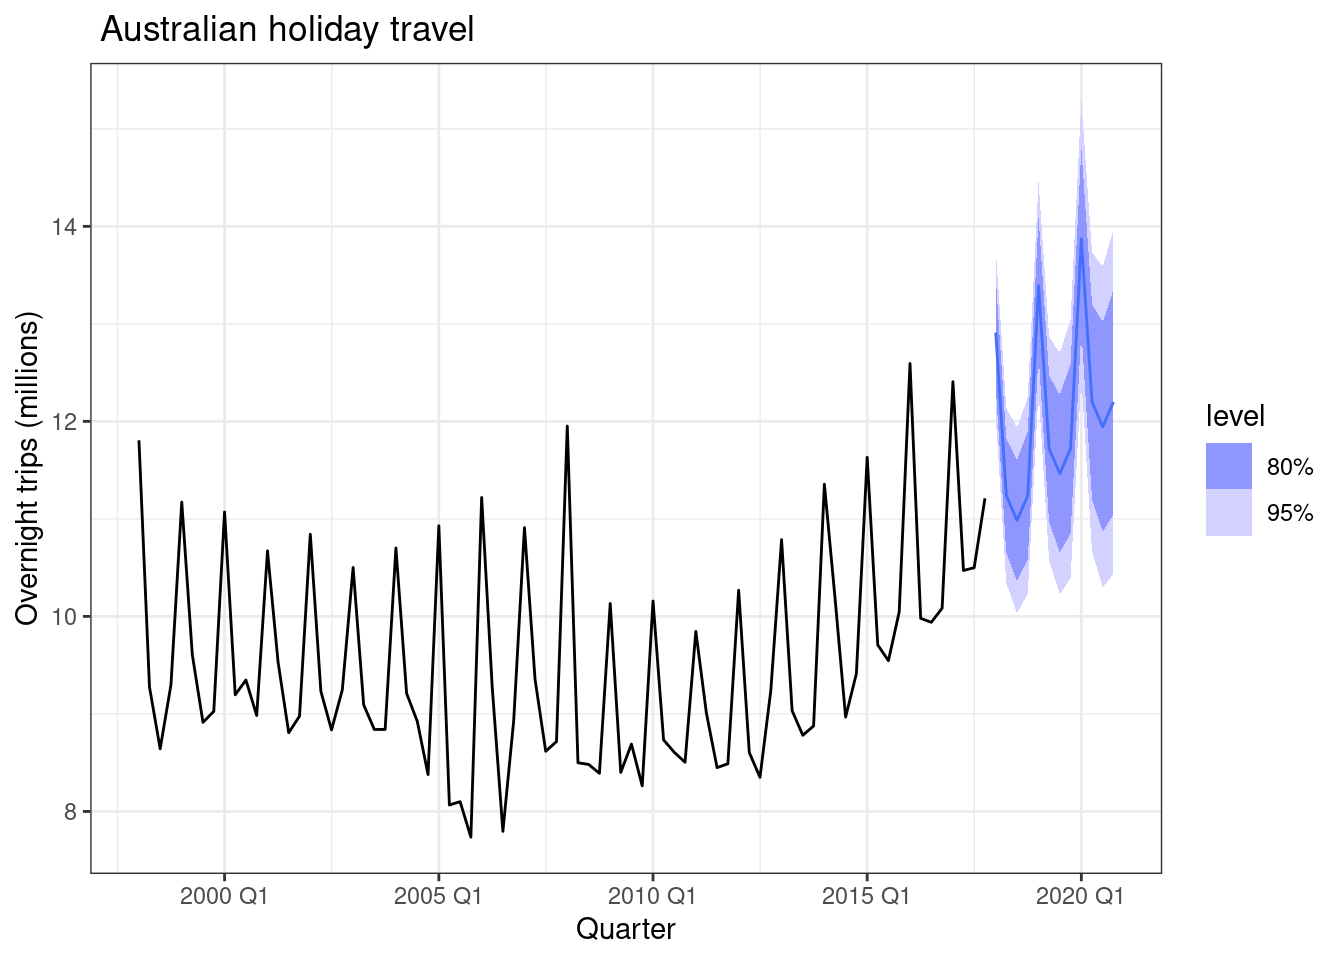 Australian holiday travel
Overnight trips (millions)
14
12
10
8
2000 Q1
2005 Q1
2010 Q1
2015 Q1
2020 Q1
Quarter
level
80%
95%